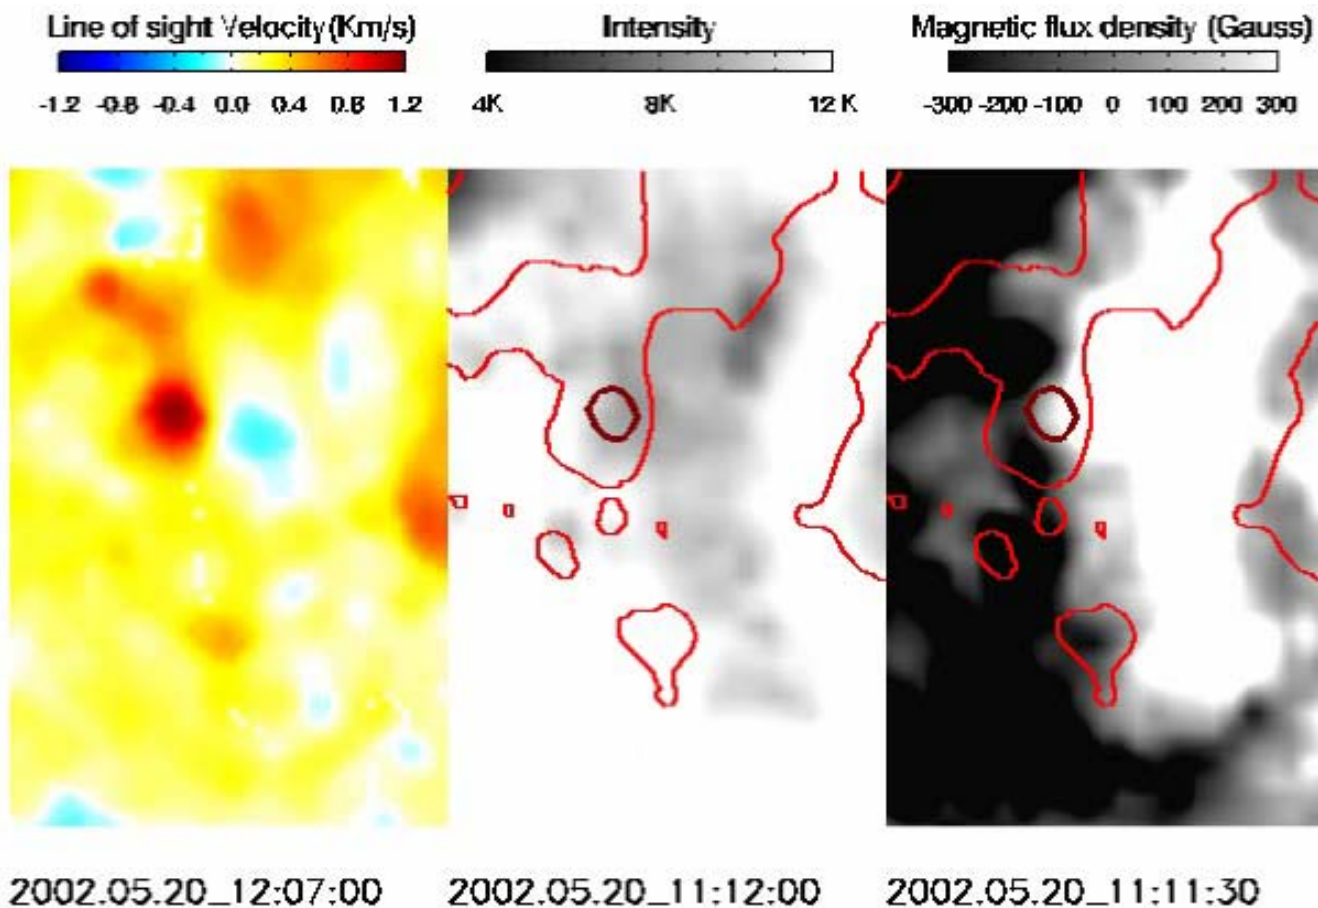 Line of sight Velocity(Km/s)
Intensity
Magnetic flux density (Gauss)
-1.2 -0.8 -0.4 0.0 0.4 0.8 1.2
4K 8K 12 K
-300 -200 -100 0 100 200 300
2002.05.20_12:07:00
2002.05.20_11:12:00
2002.05.20_11:11:30